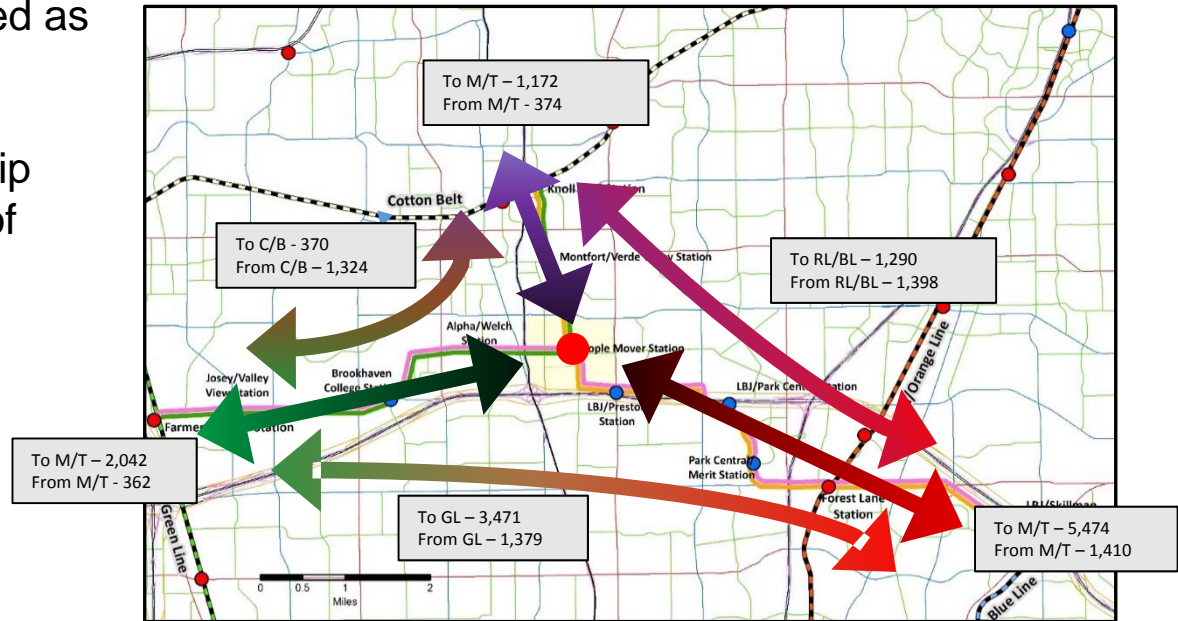 ed as
ip
of
To M/T – 1,172
From M/T - 374
Cotton Belt
Knoll
Station
To C/B - 370
From C/B – 1,324
Montfort/Verde
Station
To RL/BL – 1,290
From RL/BL – 1,398
Alpha/Welch
Station
ople Mover Station
/Orange Line
Josey/Valley
View Station
Brookhaven
College Stati
LBJ/Park Cent
Station
LBJ/Presto
Station
Farmer
Station
To M/T – 2,042
From M/T - 362
Park Central/
Merit Station
Forest Lane
Station
LBJ/Skillman
To GL – 3,471
From GL – 1,379
To M/T – 5,474
From M/T – 1,410
Green Line
Blue Line
0 0.5 1 2
Miles